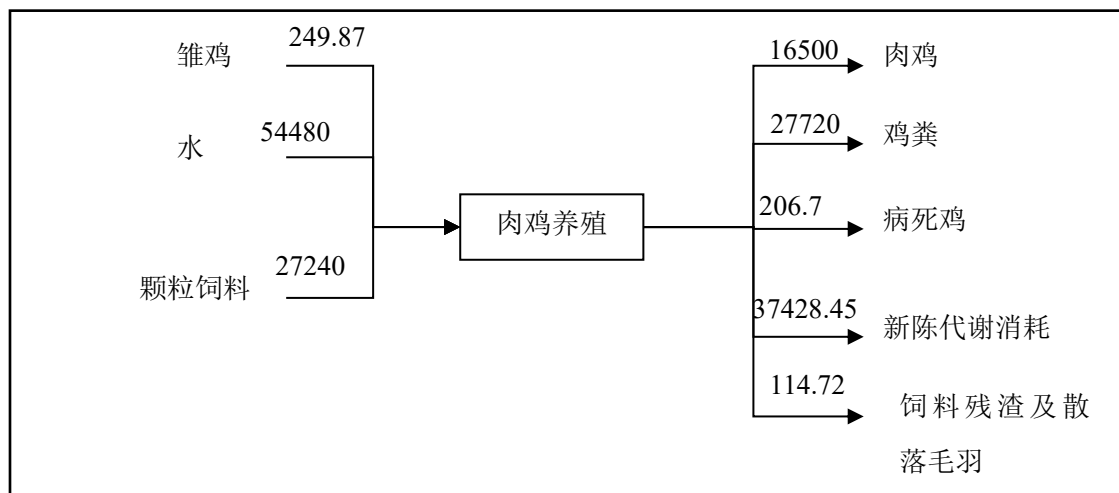 雏鸡
249.87
水
54480
颗粒饲料
27240
肉鸡养殖
16500
肉鸡
27720
鸡粪
206.7
病死鸡
37428.45
新陈代谢消耗
114.72
饲料残渣及散
落毛羽